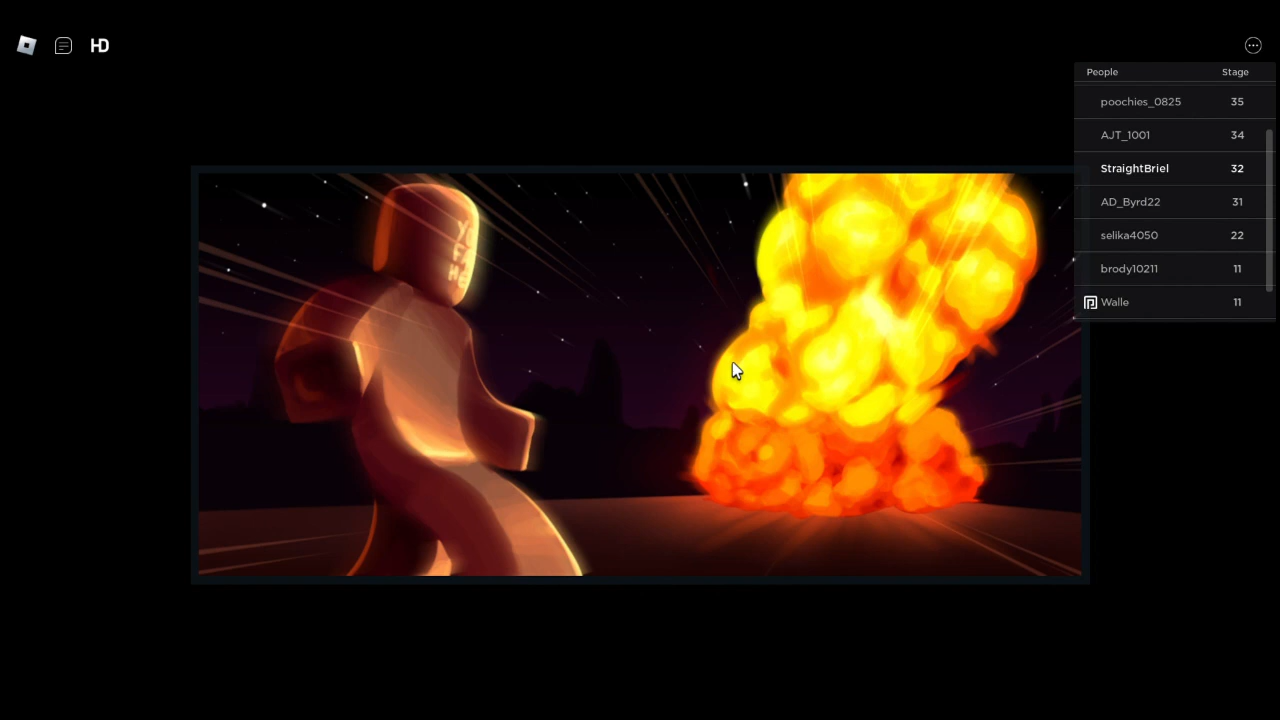 HD
People Stage
poochies_0825 35
AJT_1001 34
StraightBriel 32
AD_Byrd22 31
selika4050 22
brody10211 11
Walle 11